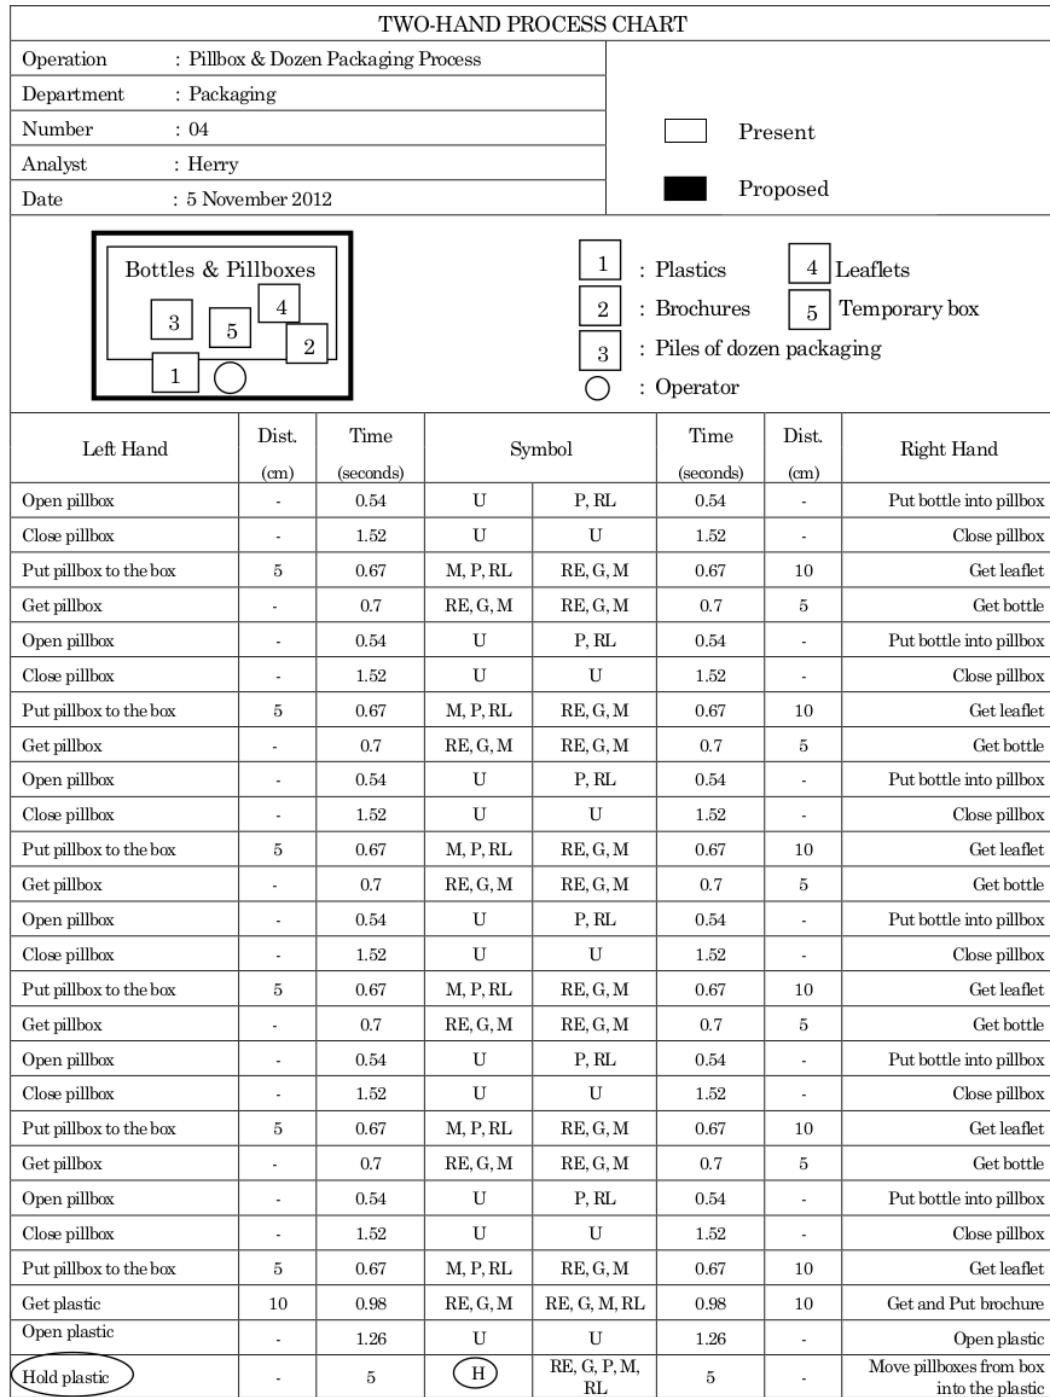 TWO-HAND PROCESS CHART
Operation : Pillbox & Dozen Packaging Process
Department : Packaging
Number : 04
Analyst : Herry
Date : 5 November 2012
Present
Proposed
Bottles & Pillboxes
3
5
4
2
1
1 : Plastics
4 Leaflets
2 : Brochures
5 Temporary box
3 : Piles of dozen packaging
: Operator
Left Hand Dist. (cm) Time (seconds) Symbol Time (seconds) Dist. (cm) Right Hand
Open pillbox - 0.54 U P, RL 0.54 - Put bottle into pillbox
Close pillbox - 1.52 U U 1.52 - Close pillbox
Put pillbox to the box 5 0.67 M, P, RL RE, G, M 0.67 10 Get leaflet
Get pillbox - 0.7 RE, G, M RE, G, M 0.7 5 Get bottle
Open pillbox - 0.54 U P, RL 0.54 - Put bottle into pillbox
Close pillbox - 1.52 U U 1.52 - Close pillbox
Put pillbox to the box 5 0.67 M, P, RL RE, G, M 0.67 10 Get leaflet
Get pillbox - 0.7 RE, G, M RE, G, M 0.7 5 Get bottle
Open pillbox - 0.54 U P, RL 0.54 - Put bottle into pillbox
Close pillbox - 1.52 U U 1.52 - Close pillbox
Put pillbox to the box 5 0.67 M, P, RL RE, G, M 0.67 10 Get leaflet
Get pillbox - 0.7 RE, G, M RE, G, M 0.7 5 Get bottle
Open pillbox - 0.54 U P, RL 0.54 - Put bottle into pillbox
Close pillbox - 1.52 U U 1.52 - Close pillbox
Put pillbox to the box 5 0.67 M, P, RL RE, G, M 0.67 10 Get leaflet
Get pillbox - 0.7 RE, G, M RE, G, M 0.7 5 Get bottle
Open pillbox - 0.54 U P, RL 0.54 - Put bottle into pillbox
Close pillbox - 1.52 U U 1.52 - Close pillbox
Put pillbox to the box 5 0.67 M, P, RL RE, G, M 0.67 10 Get leaflet
Get pillbox - 0.7 RE, G, M RE, G, M 0.7 5 Get bottle
Open pillbox - 0.54 U P, RL 0.54 - Put bottle into pillbox
Close pillbox - 1.52 U U 1.52 - Close pillbox
Put pillbox to the box 5 0.67 M, P, RL RE, G, M 0.67 10 Get leaflet
Get plastic 10 0.98 RE, G, M RE, G, M, RL 0.98 10 Get and Put brochure
Open plastic - 1.26 U U 1.26 - Open plastic
Hold plastic - 5 H RE, G, P, M, RL 5 - Move pillboxes from box into the plastic